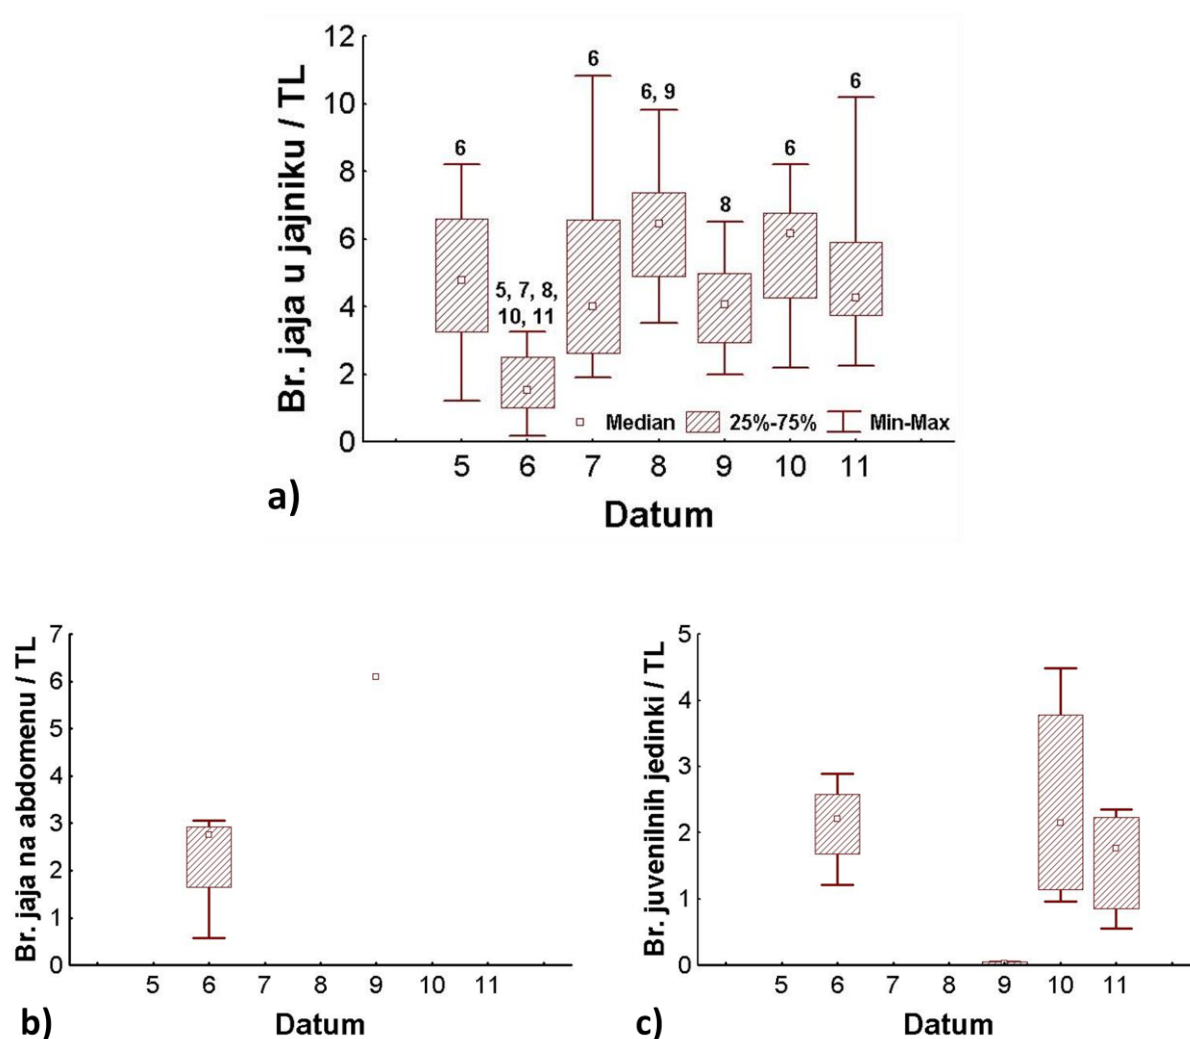 12
10
8
6
4
2
0
Br. jaja u jajniku / TL
6
5, 7, 8,
10, 11
6
6, 9
8
6
6
Median 25%-75% Min-Max
5 6 7 8 9 10 11
Datum
a)
7
6
5
4
3
2
1
0
Br. jaja na abdomenu / TL
5 6 7 8 9 10 11
Datum
b)
5
4
3
2
1
0
Br. juvenilnih jedinki / TL
5 6 7 8 9 10 11
Datum
c)